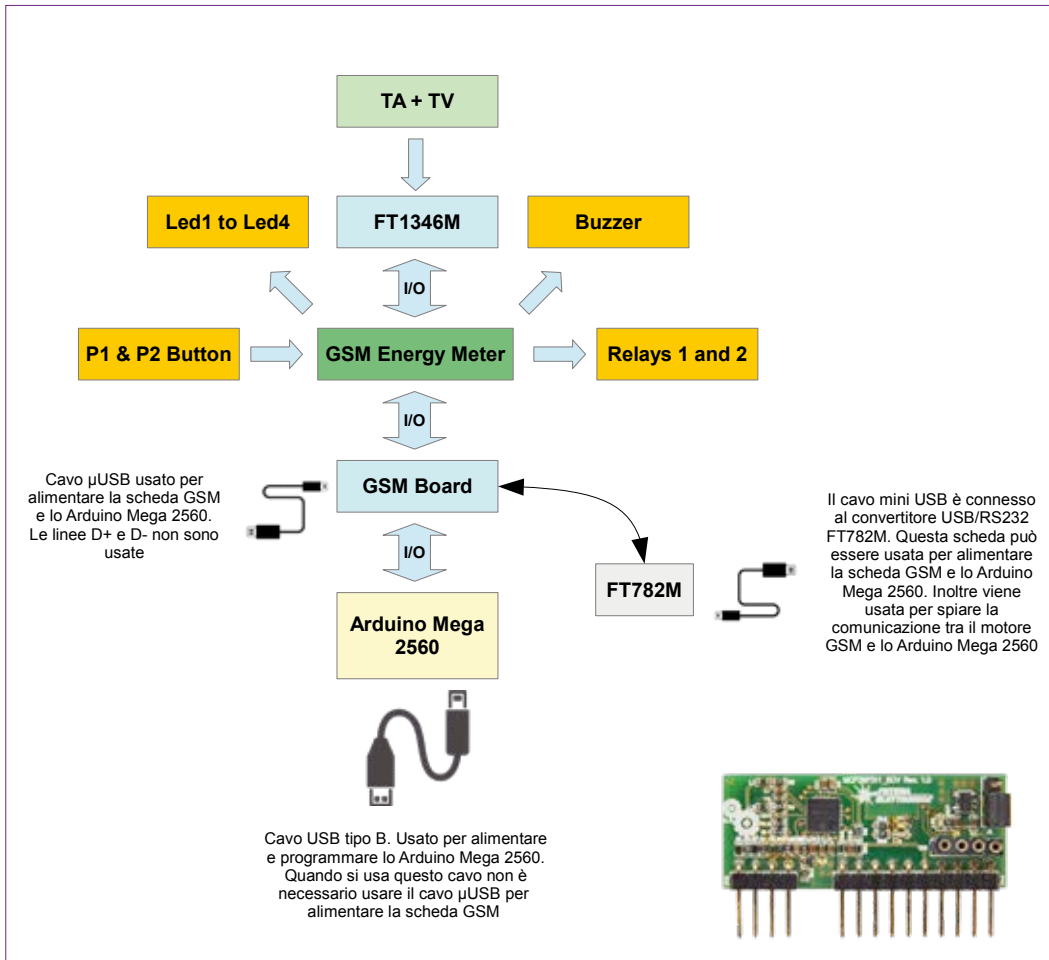 TA + TV
Led1 to Led4
FT1346M
Buzzer
I/O
P1 & P2 Button
GSM Energy Meter
Relays 1 and 2
I/O
Cavo µUSB usato per
alimentare la scheda GSM
e lo Arduino Mega 2560.
Le linee D+ e D- non sono
usate
GSM Board
Il cavo mini USB è connesso
al convertitore USB/RS232
FT782M. Questa scheda può
essere usata per alimentare
la scheda GSM e lo Arduino
Mega 2560. Inoltre viene
usata per spiare la
comunicazione tra il motore
GSM e lo Arduino Mega 2560
I/O
FT782M
Arduino Mega
2560
Cavo USB tipo B. Usato per alimentare
e programmare lo Arduino Mega 2560.
Quando si usa questo cavo non è
necessario usare il cavo µUSB per
alimentare la scheda GSM